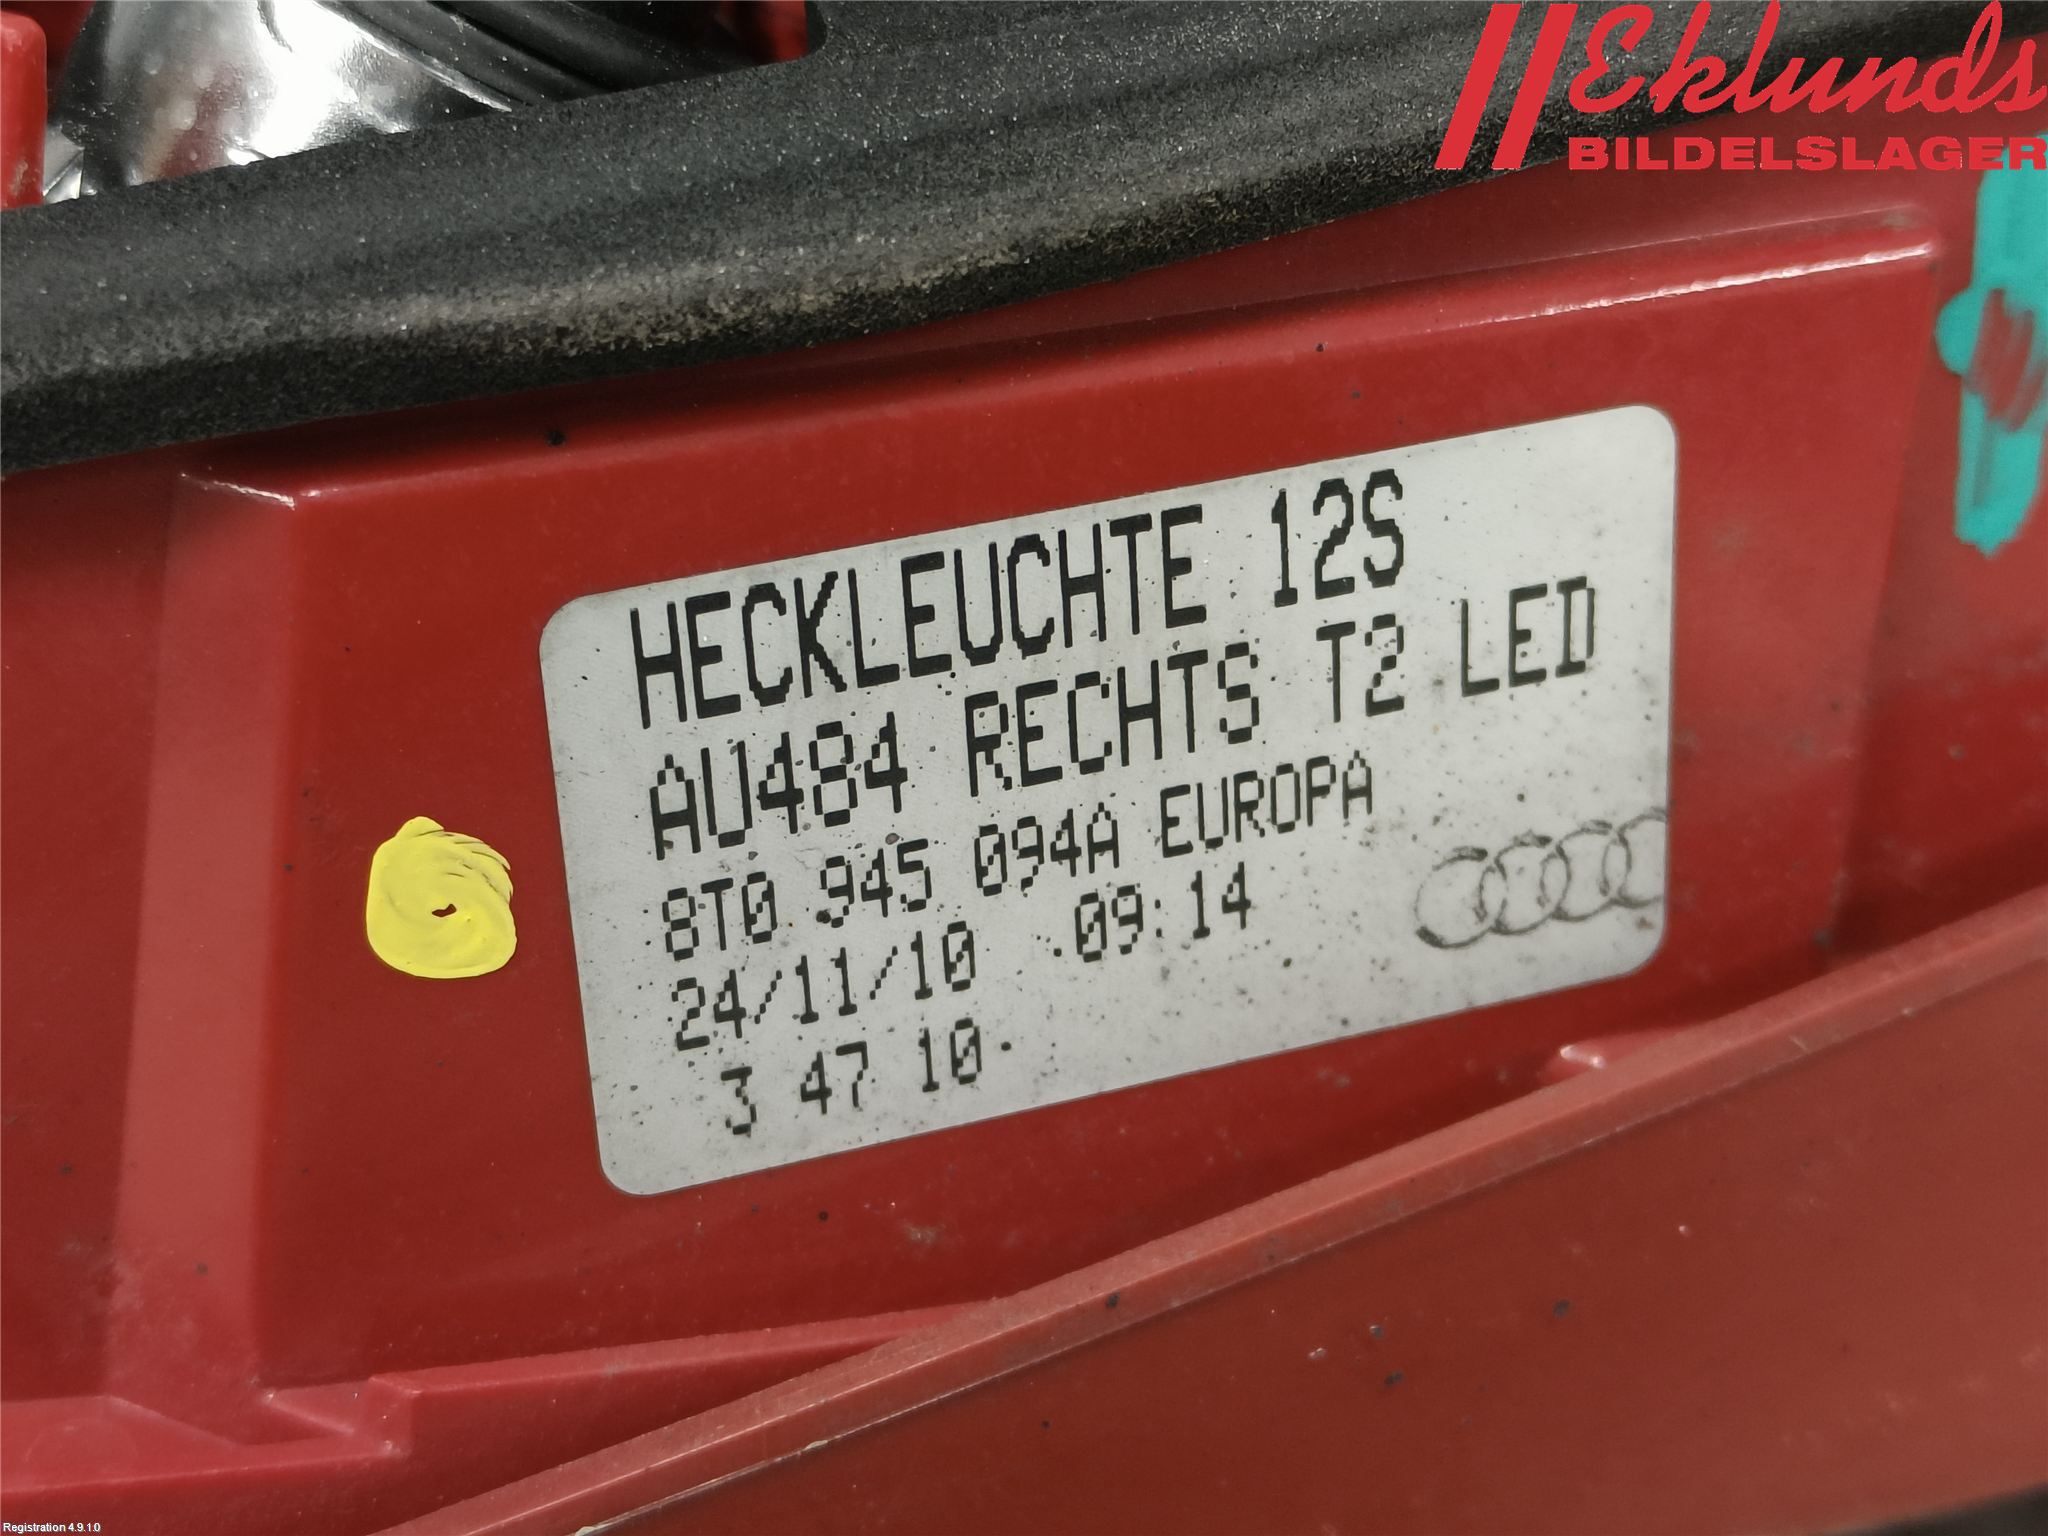 Eklunds
BILDELSLAGER
HECKLEUCHTE 12S
AU484 RECHTS T2 LED
8T0 945 094A EUROPA
24/11/10 09:14
3 47 10
Registration 4.9.1.0